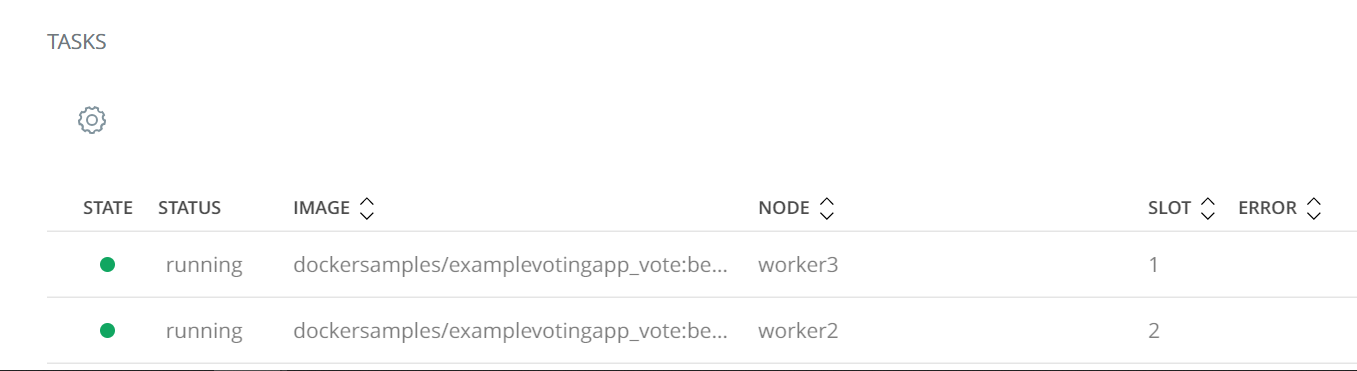 TASKS
STATE STATUS IMAGE NODE SLOT ERROR
running dockersamples/examplevotingapp_vote:be... worker3 1
running dockersamples/examplevotingapp_vote:be... worker2 2